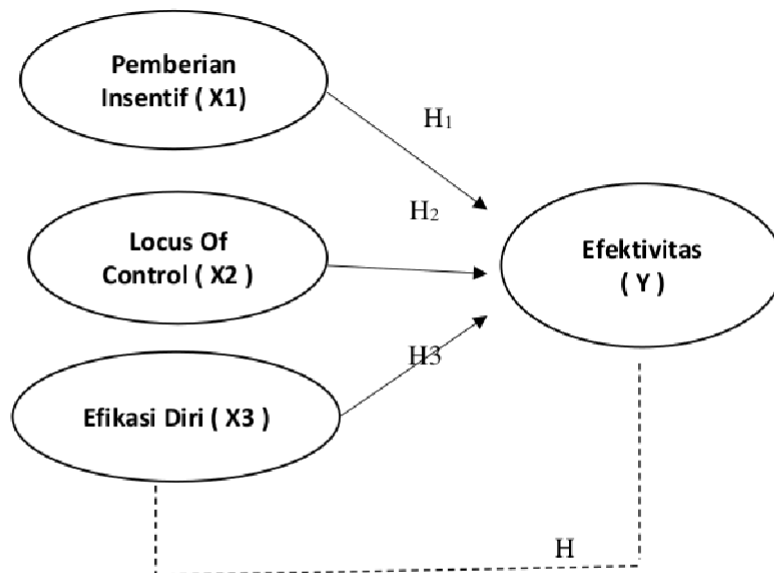 Pemberian
Insentif ( X1)
H1
H2
Locus Of
Control ( X2 )
Efektivitas
( Y )
H3
Efikasi Diri ( X3 )
H